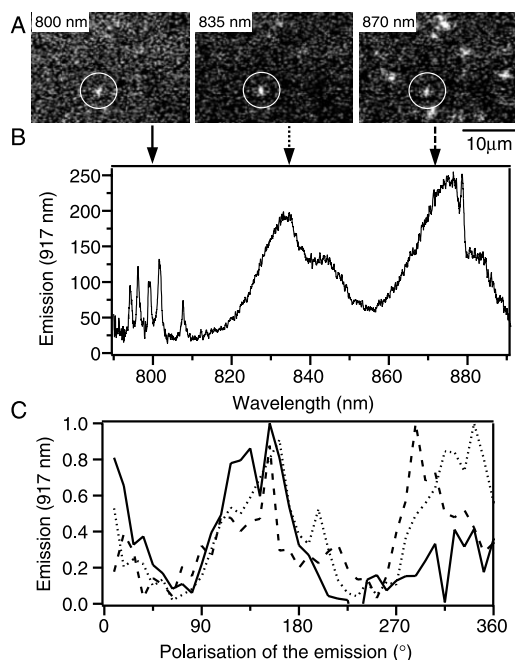 A
800 nm
835 nm
870 nm
10μm
B
250
200
150
100
50
0
Emission (917 nm)
800
820
840
860
880
Wavelength (nm)
C
1.0
0.8
0.6
0.4
0.2
0.0
Emission (917 nm)
0
90
180
270
360
Polarisation of the emission (°)